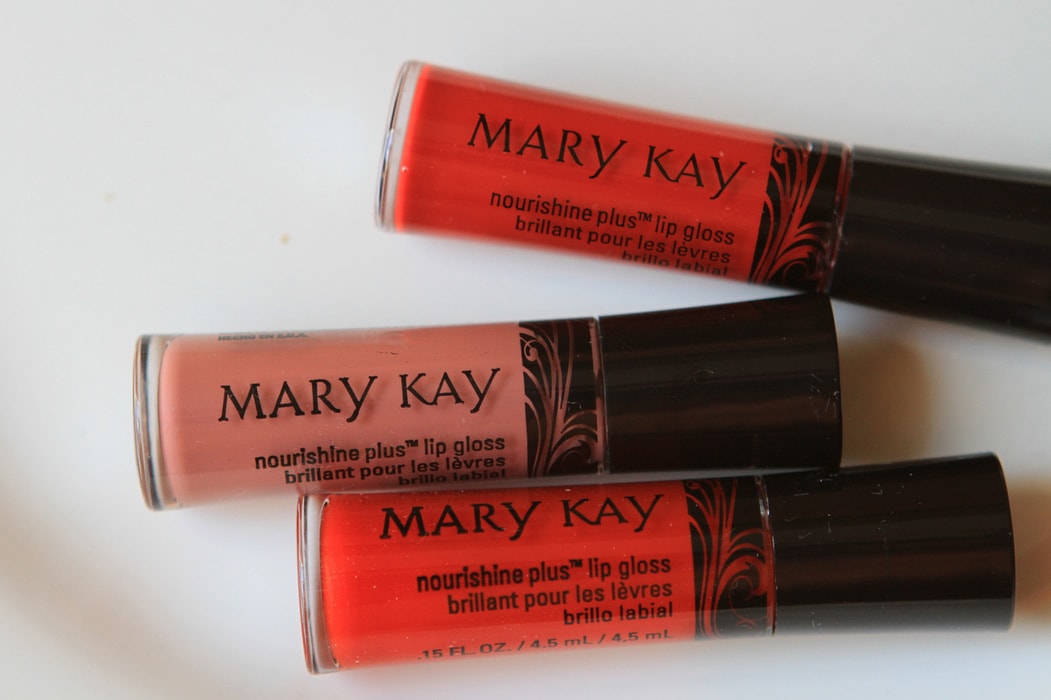 MARY KAY
nourishine plus™ lip gloss
brillant pour les lèvres
brillo labial
HECHO EN E.U.A.
MARY KAY
nourishine plus™ lip gloss
brillant pour les lèvres
brillo labial
MARY KAY
nourishine plus™ lip gloss
brillant pour les lèvres
brillo labial
.15 FL. OZ. / 4.5 mL / 4,5 mL